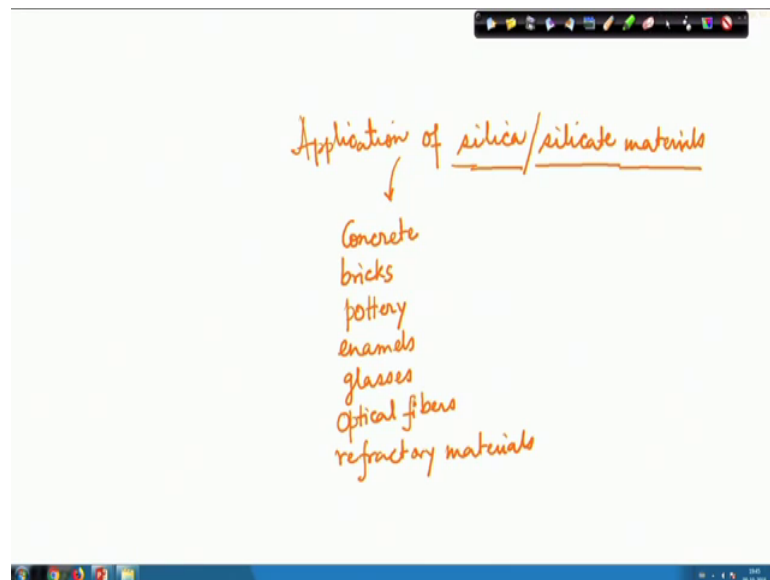 Application of silica/silicate materials
Concrete
bricks
pottery
enamels
glasses
optical fibers
refractory materials